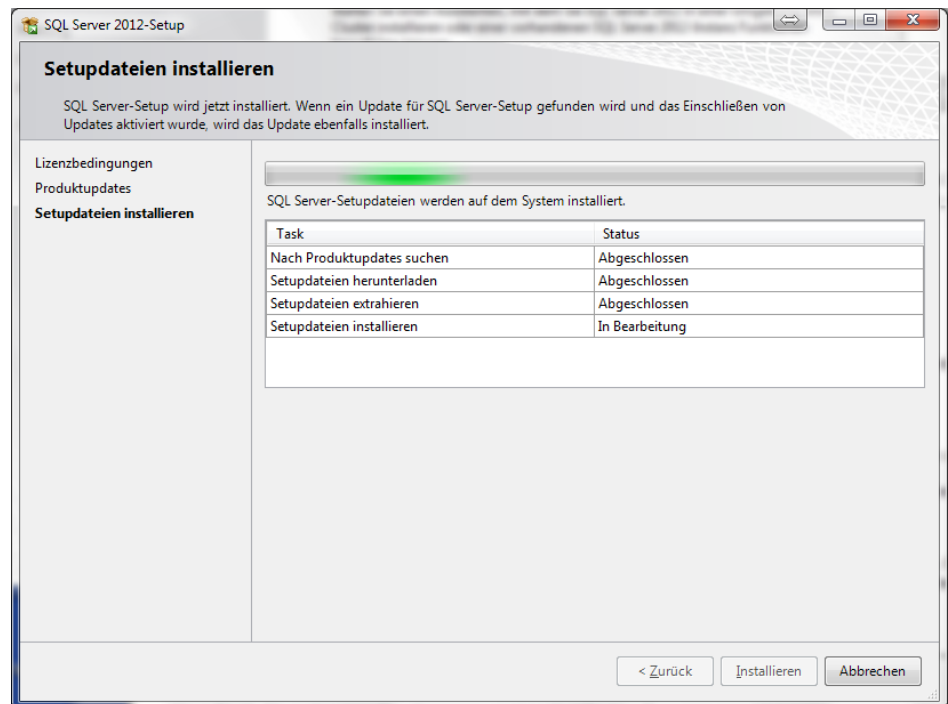 SQL Server 2012-Setup
Setupdateien installieren
SQL Server-Setup wird jetzt installiert. Wenn ein Update für SQL Server-Setup gefunden wird und das Einschließen von
Updates aktiviert wurde, wird das Update ebenfalls installiert.
Lizenzbedingungen
Produktupdates
Setupdateien installieren
SQL Server-Setupdateien werden auf dem System installiert.
Task Status
Nach Produktupdates suchen Abgeschlossen
Setupdateien herunterladen Abgeschlossen
Setupdateien extrahieren Abgeschlossen
Setupdateien installieren In Bearbeitung
< Zurück Installieren Abbrechen